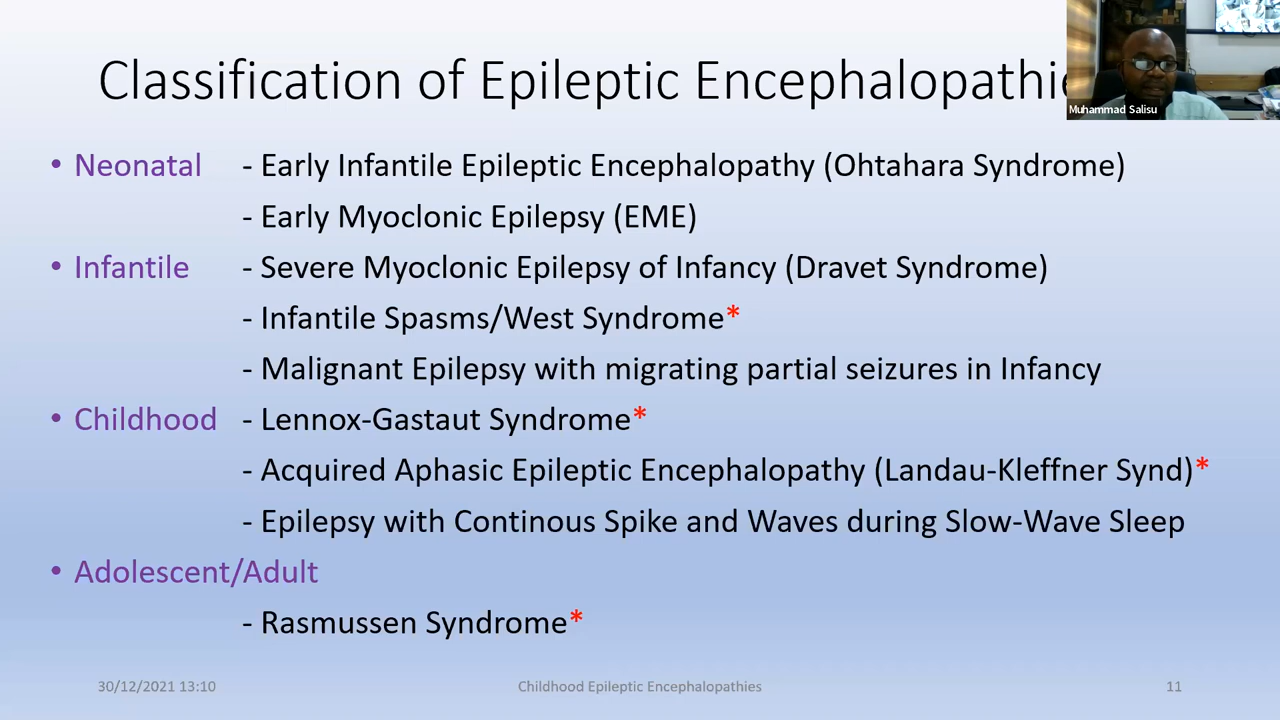 Classification of Epileptic Encephalopathie
Muhammad Salisu
• Neonatal - Early Infantile Epileptic Encephalopathy (Ohtahara Syndrome)
- Early Myoclonic Epilepsy (EME)
• Infantile - Severe Myoclonic Epilepsy of Infancy (Dravet Syndrome)
- Infantile Spasms/West Syndrome*
- Malignant Epilepsy with migrating partial seizures in Infancy
• Childhood - Lennox-Gastaut Syndrome*
- Acquired Aphasic Epileptic Encephalopathy (Landau-Kleffner Synd)*
- Epilepsy with Continous Spike and Waves during Slow-Wave Sleep
• Adolescent/Adult
- Rasmussen Syndrome*
30/12/2021 13:10 Childhood Epileptic Encephalopathies 11